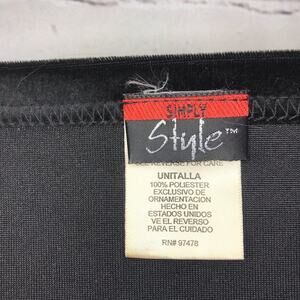 SIMPLY
Style™
SEE REVERSE FOR CARE
UNITALLA
100% POLIESTER
EXCLUSIVO DE
ORNAMENTACION
HECHO EN
ESTADOS UNIDOS
VE EL REVERSO
PARA EL CUIDADO
RN# 97478